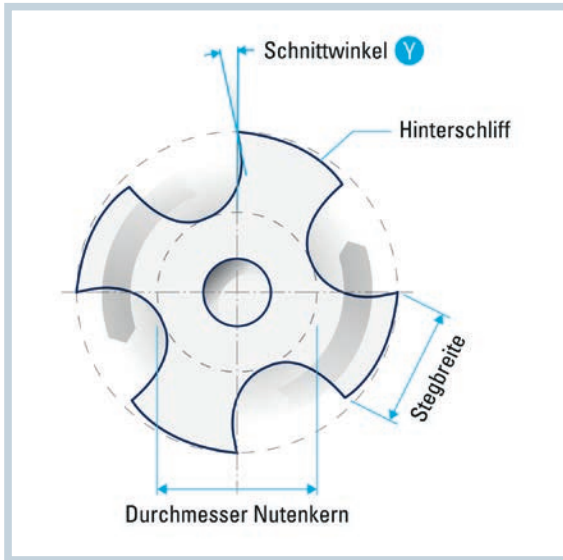 Schnittwinkel Y
Hinterschliff
Stegbreite
Durchmesser Nutenkern